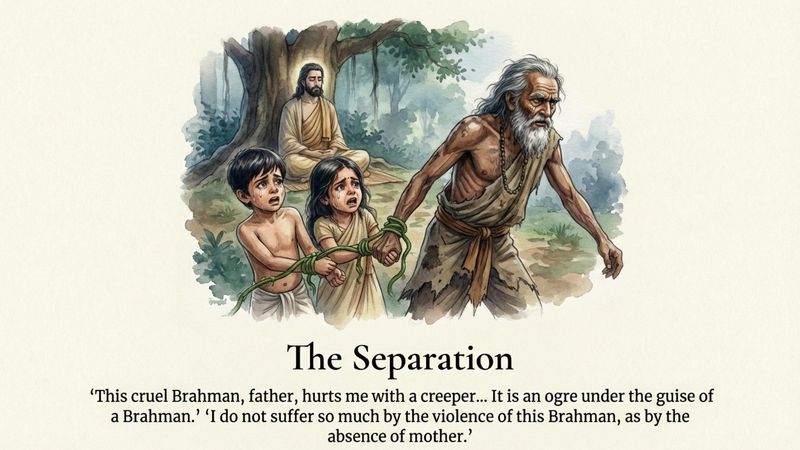 The Separation
‘This cruel Brahman, father, hurts me with a creeper... It is an ogre under the guise of
a Brahman.’ ‘I do not suffer so much by the violence of this Brahman, as by the
absence of mother.’